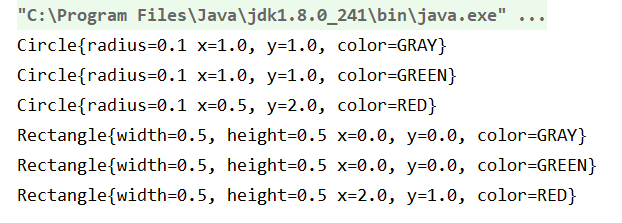 "C:\Program Files\Java\jdk1.8.0_241\bin\java.exe" ...
Circle{radius=0.1 x=1.0, y=1.0, color=GRAY}
Circle{radius=0.1 x=1.0, y=1.0, color=GREEN}
Circle{radius=0.1 x=0.5, y=2.0, color=RED}
Rectangle{width=0.5, height=0.5 x=0.0, y=0.0, color=GRAY}
Rectangle{width=0.5, height=0.5 x=0.0, y=0.0, color=GREEN}
Rectangle{width=0.5, height=0.5 x=2.0, y=1.0, color=RED}